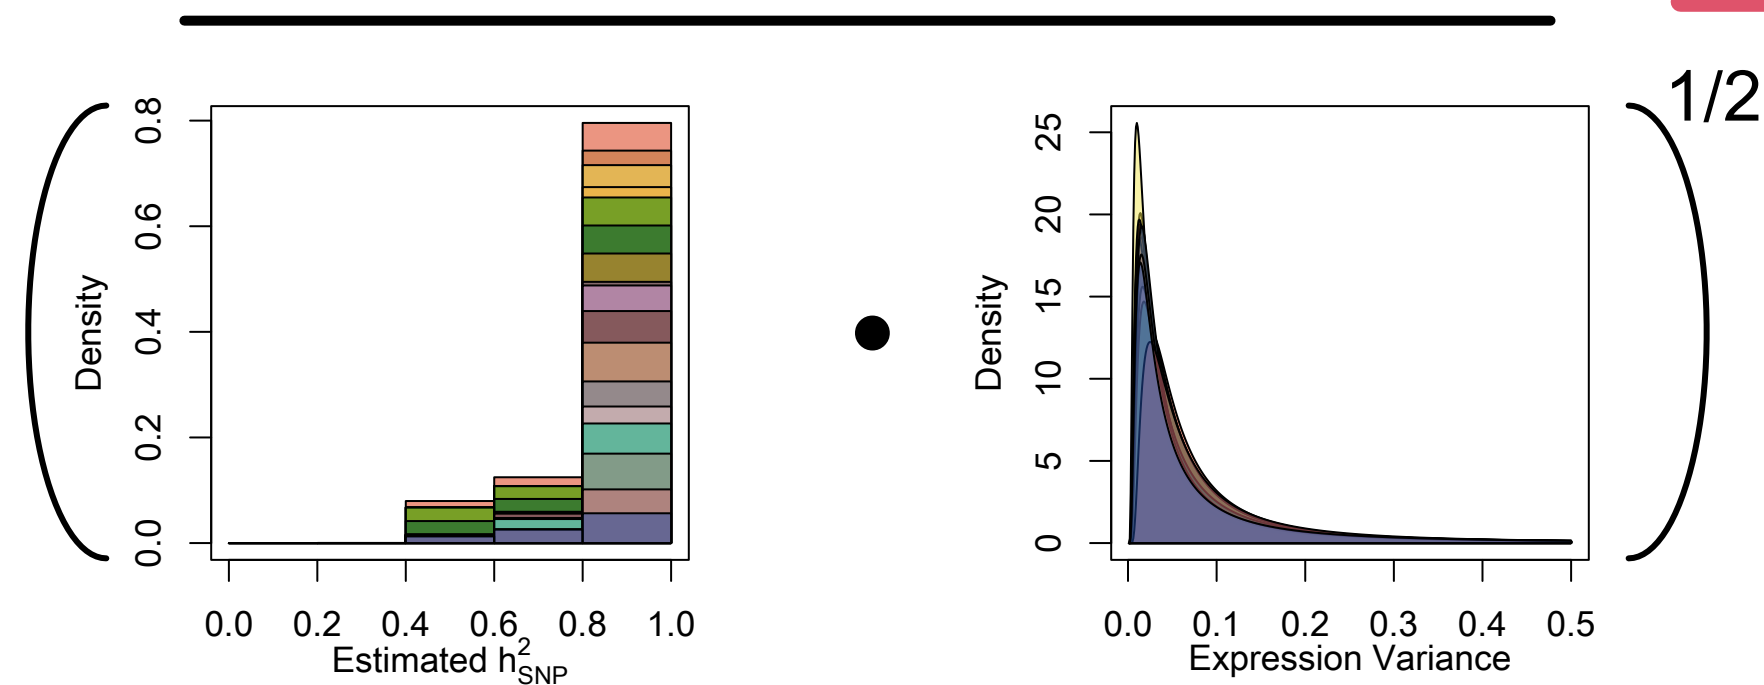 1/2
Density
0.0 0.2 0.4 0.6 0.8
0.0 0.2 0.4 0.6 0.8 1.0
Estimated h²SNP
Density
0 5 10 15 20 25
0.0 0.1 0.2 0.3 0.4 0.5
Expression Variance